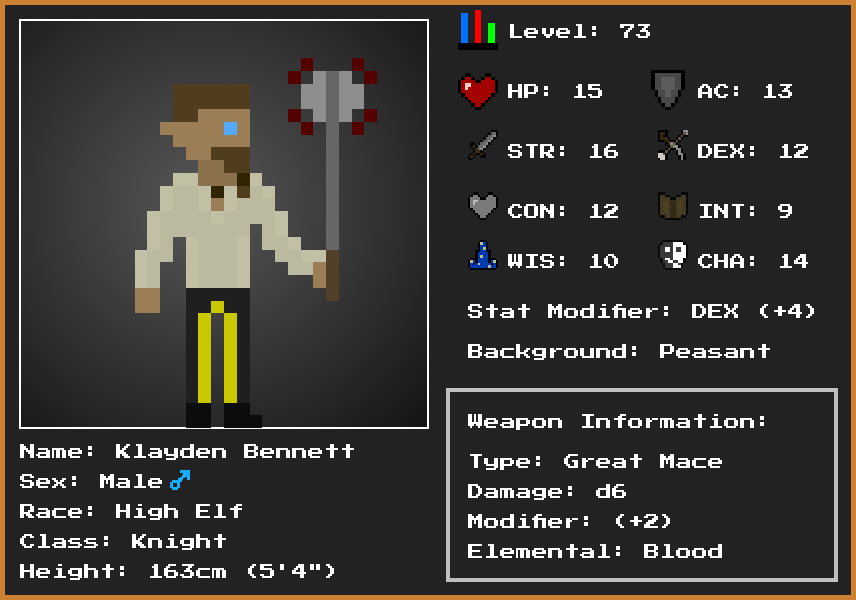 Level: 73
HP: 15
AC: 13
STR: 16
DEX: 12
CON: 12
INT: 9
WIS: 10
CHA: 14
Stat Modifier: DEX (+4)
Background: Peasant
Name: Klayden Bennett
Sex: Male ♂
Race: High Elf
Class: Knight
Height: 163cm (5'4")
Weapon Information:
Type: Great Mace
Damage: d6
Modifier: (+2)
Elemental: Blood